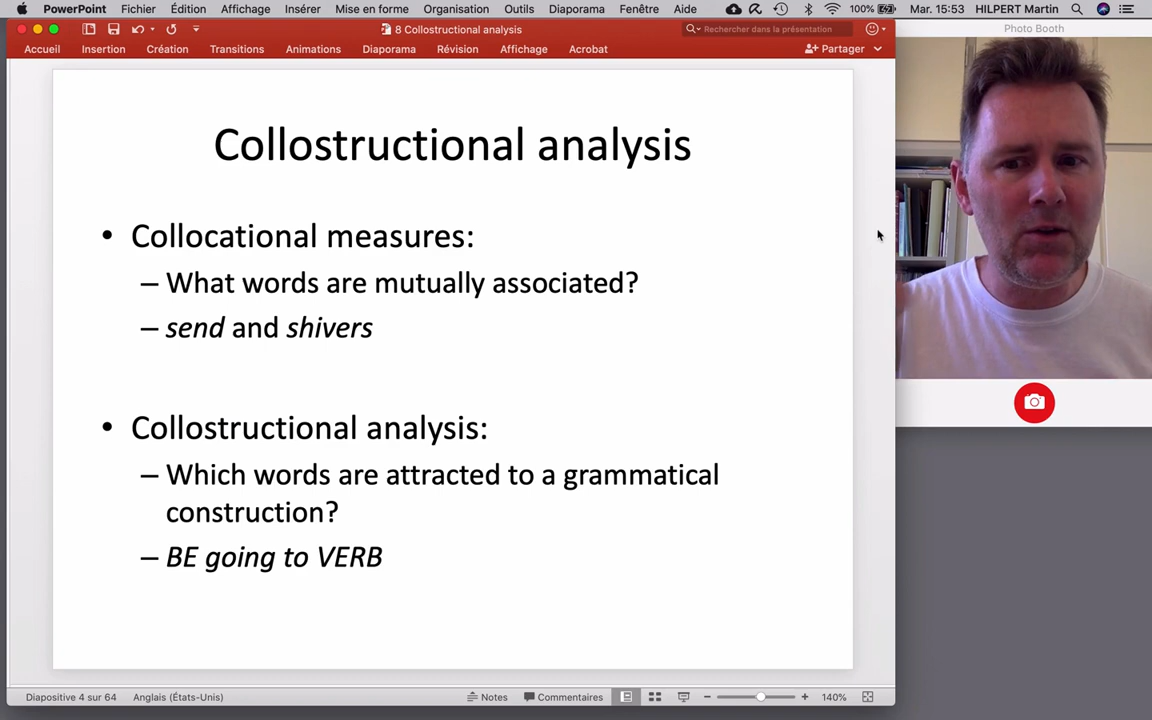 PowerPoint Fichier Édition Affichage Insérer Mise en forme Organisation Outils Diaporama Fenêtre Aide 100% Mar. 15:53 HILPERT Martin
8 Collostructional analysis
Rechercher dans la présentation
Photo Booth
Accueil Insertion Création Transitions Animations Diaporama Révision Affichage Acrobat Partager
Collostructional analysis
• Collocational measures:
– What words are mutually associated?
– send and shivers
• Collostructional analysis:
– Which words are attracted to a grammatical
construction?
– BE going to VERB
Diapositive 4 sur 64 Anglais (États-Unis) Notes Commentaires 140%